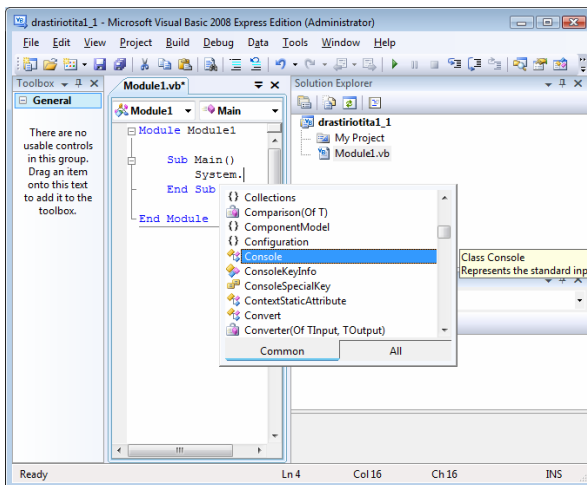 drastiriotita1_1 - Microsoft Visual Basic 2008 Express Edition (Administrator)
File Edit View Project Build Debug Data Tools Window Help
Toolbox
General
There are no
usable controls
in this group.
Drag an item
onto this text
to add it to the
toolbox.
Module1.vb*
Module1 Main
Module Module1
Sub Main()
System.
End Sub
End Module
{} Collections
Comparison(Of T)
{} ComponentModel
{} Configuration
Console
ConsoleKeyInfo
ConsoleSpecialKey
ContextStaticAttribute
Convert
Converter(Of TInput, TOutput)
Common All
Solution Explorer
drastiriotita1_1
My Project
Module1.vb
Class Console
Represents the standard inp
Ready Ln 4 Col 16 Ch 16 INS